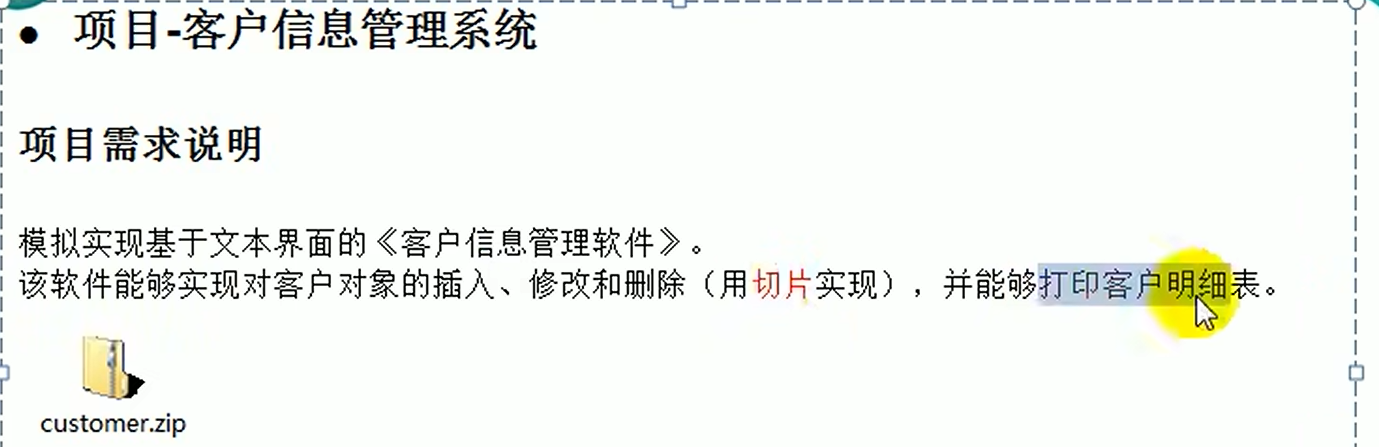 ● 项目-客户信息管理系统
项目需求说明
模拟实现基于文本界面的《客户信息管理软件》。
该软件能够实现对客户对象的插入、修改和删除（用切片实现），并能够打印客户明细表。
customer.zip